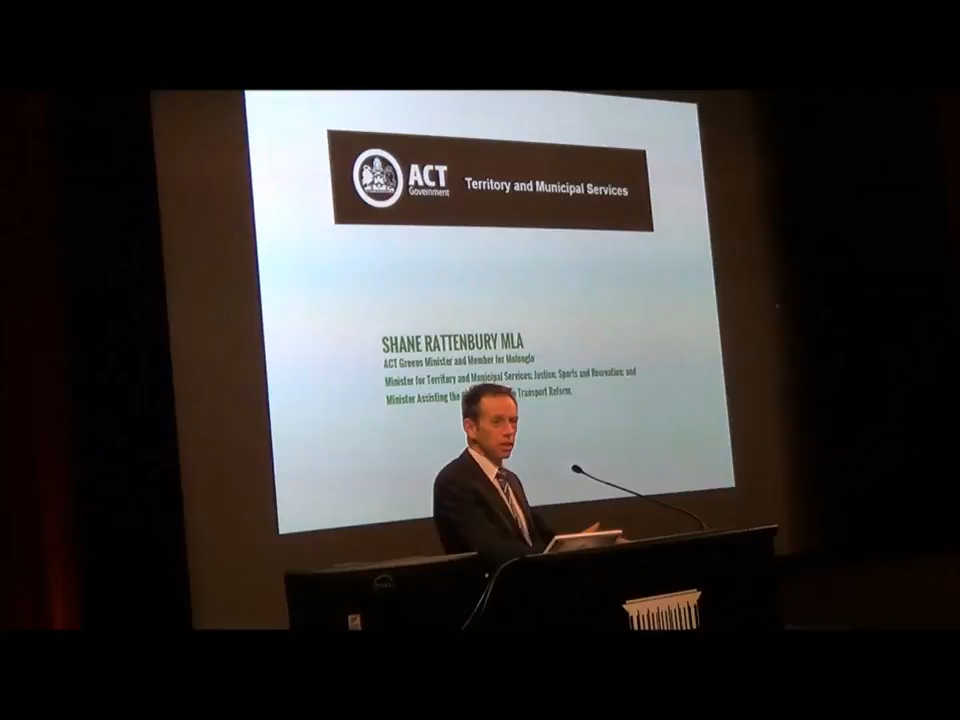 ACT
Government
Territory and Municipal Services
SHANE RATTENBURY MLA
ACT Greens Minister and Member for Molonglo
Minister for Territory and Municipal Services; Justice; Sports and Recreation; and
Minister Assisting the Transport Reform.
DELL